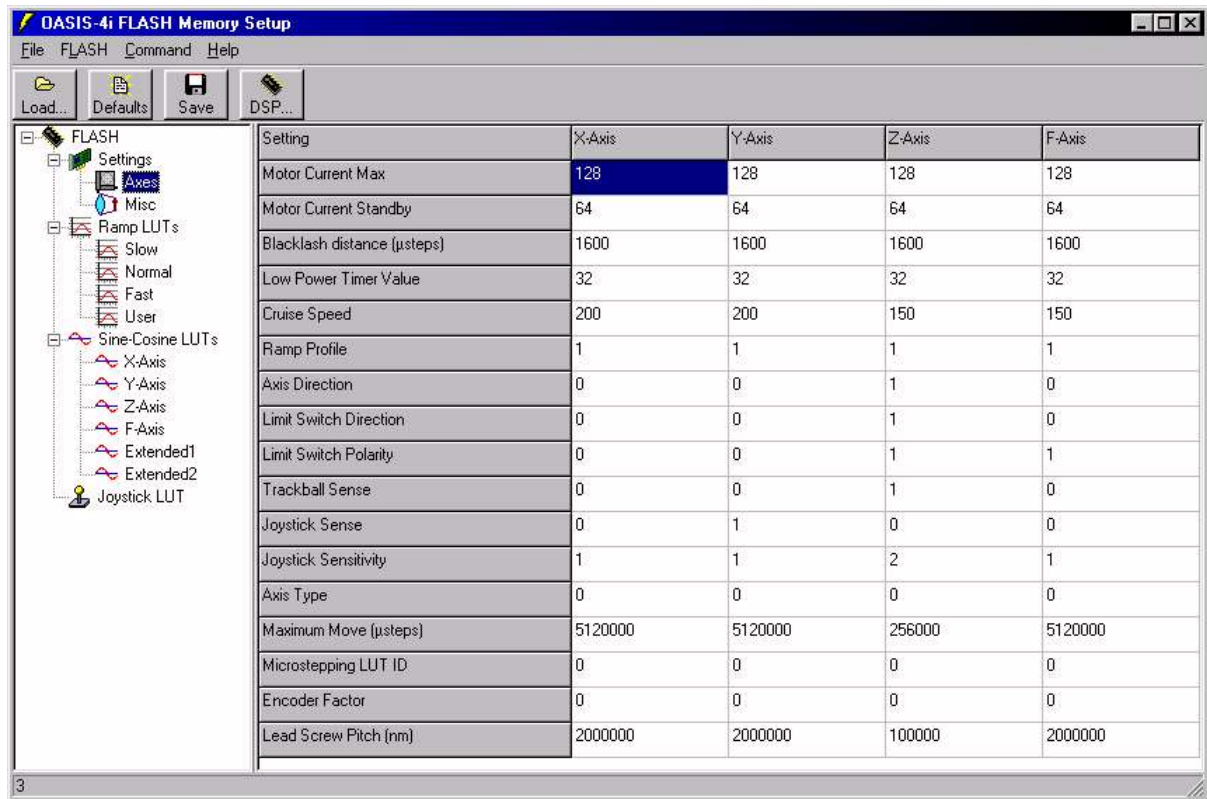 OASIS-4i FLASH Memory Setup
File FLASH Command Help
Load... Defaults Save DSP...
FLASH
Settings
Axes
Misc
Ramp LUTs
Slow
Normal
Fast
User
Sine-Cosine LUTs
X-Axis
Y-Axis
Z-Axis
F-Axis
Extended1
Extended2
Joystick LUT
Setting X-Axis Y-Axis Z-Axis F-Axis
Motor Current Max 128 128 128 128
Motor Current Standby 64 64 64 64
Blacklash distance (µsteps) 1600 1600 1600 1600
Low Power Timer Value 32 32 32 32
Cruise Speed 200 200 150 150
Ramp Profile 1 1 1 1
Axis Direction 0 0 1 0
Limit Switch Direction 0 0 1 0
Limit Switch Polarity 0 0 1 1
Trackball Sense 0 0 1 0
Joystick Sense 0 1 0 0
Joystick Sensitivity 1 1 2 1
Axis Type 0 0 0 0
Maximum Move (µsteps) 5120000 5120000 256000 5120000
Microstepping LUT ID 0 0 0 0
Encoder Factor 0 0 0 0
Lead Screw Pitch (nm) 2000000 2000000 100000 2000000
3